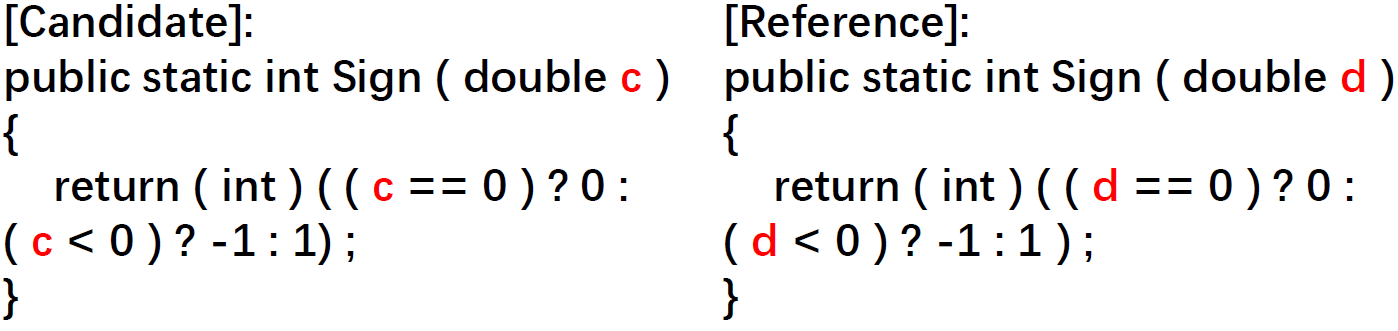 [Candidate]:
public static int Sign ( double c )
{
    return ( int ) ( ( c == 0 ) ? 0 :
( c < 0 ) ? -1 : 1) ;
}
[Reference]:
public static int Sign ( double d )
{
    return ( int ) ( ( d == 0 ) ? 0 :
( d < 0 ) ? -1 : 1 ) ;
}